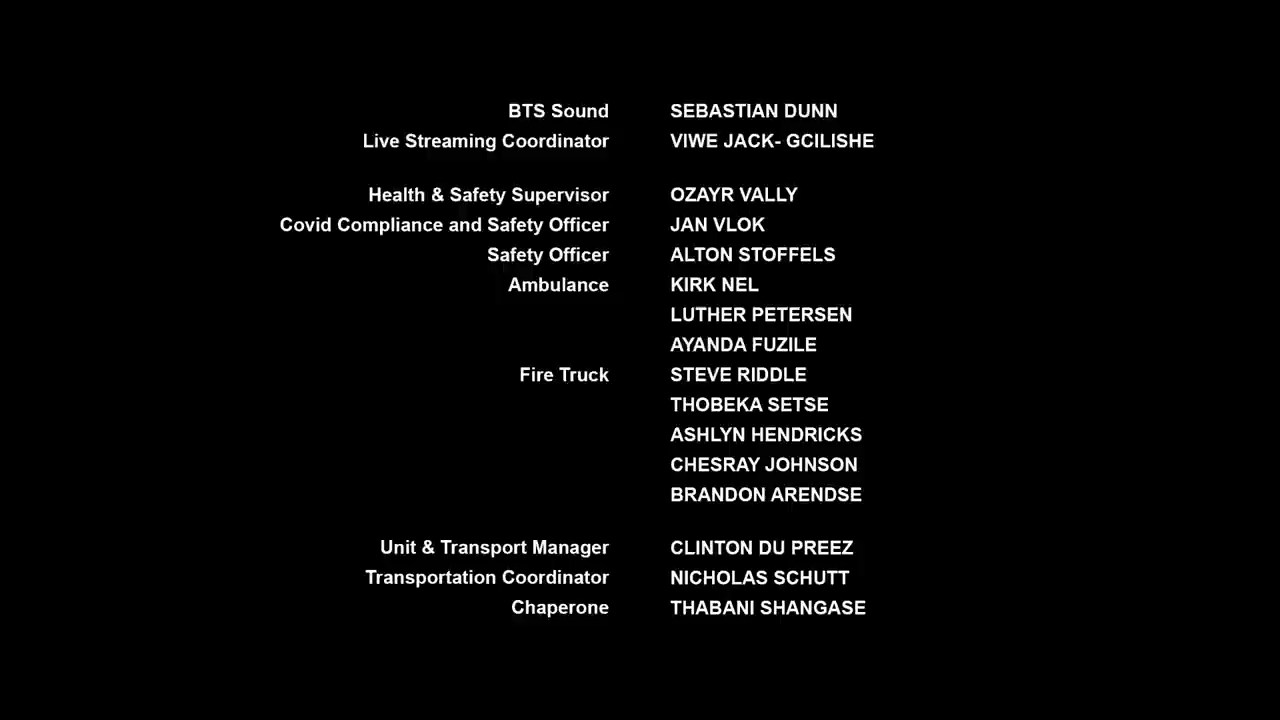 BTS Sound SEBASTIAN DUNN
Live Streaming Coordinator VIWE JACK- GCILISHE
Health & Safety Supervisor OZAYR VALLY
Covid Compliance and Safety Officer JAN VLOK
Safety Officer ALTON STOFFELS
Ambulance KIRK NEL
LUTHER PETERSEN
AYANDA FUZILE
Fire Truck STEVE RIDDLE
THOBEKA SETSE
ASHLYN HENDRICKS
CHESRAY JOHNSON
BRANDON ARENDSE
Unit & Transport Manager CLINTON DU PREEZ
Transportation Coordinator NICHOLAS SCHUTT
Chaperone THABANI SHANGASE